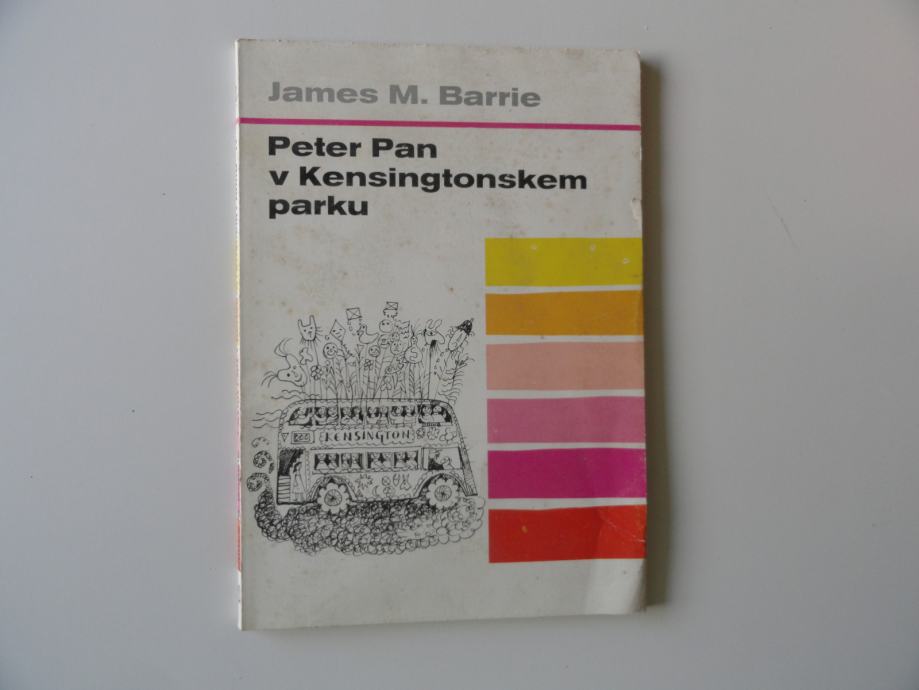 James M. Barrie
Peter Pan
v Kensingtonskem
parku
KENSINGTON